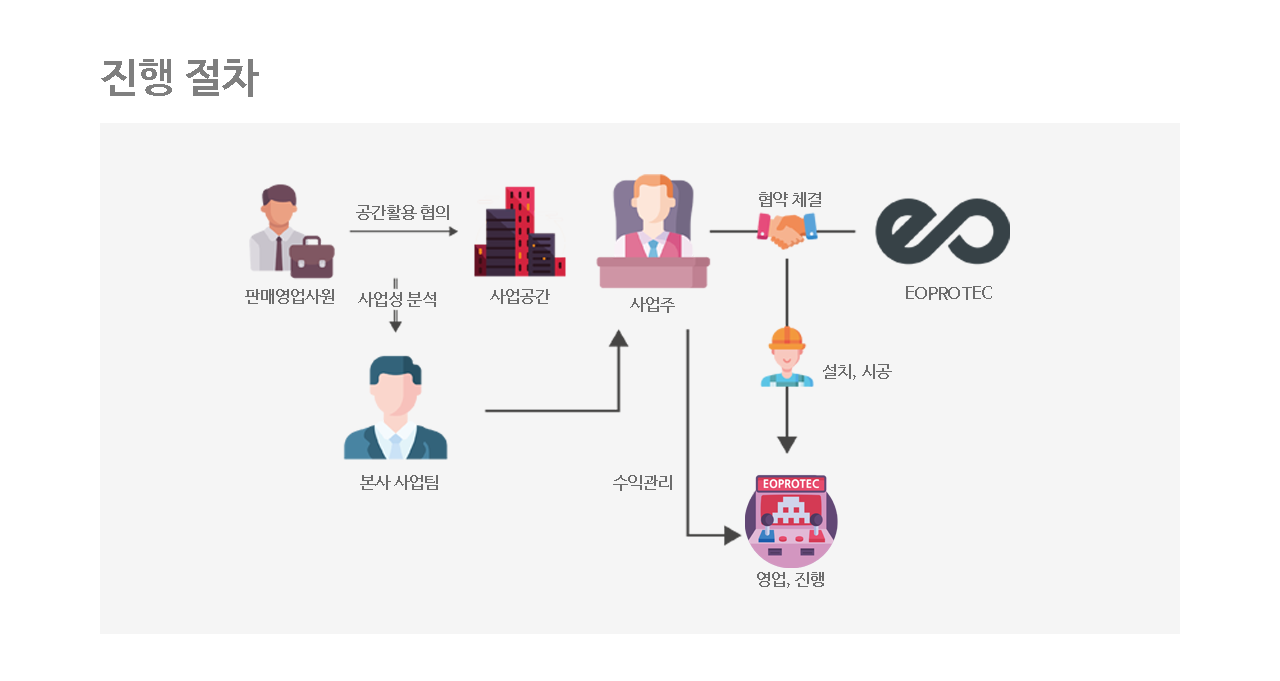 진행 절차
공간활용 협의
협약 체결
판매영업사원
사업성 분석
사업공간
사업주
EOPROTEC
설치, 시공
본사 사업팀
수익관리
EOPROTEC
영업, 진행